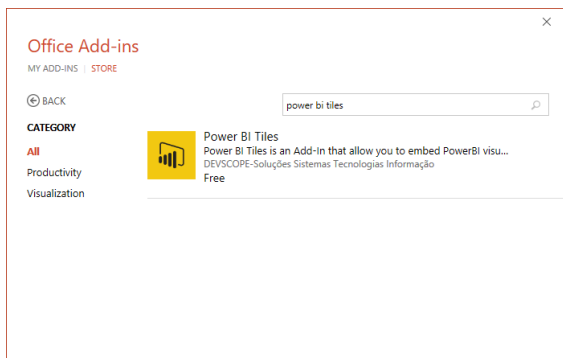 Office Add-ins
MY ADD-INS | STORE
BACK
power bi tiles
CATEGORY
All
Productivity
Visualization
Power BI Tiles
Power BI Tiles is an Add-In that allow you to embed PowerBI visu...
DEVSCOPE-Soluções Sistemas Tecnologias Informação
Free